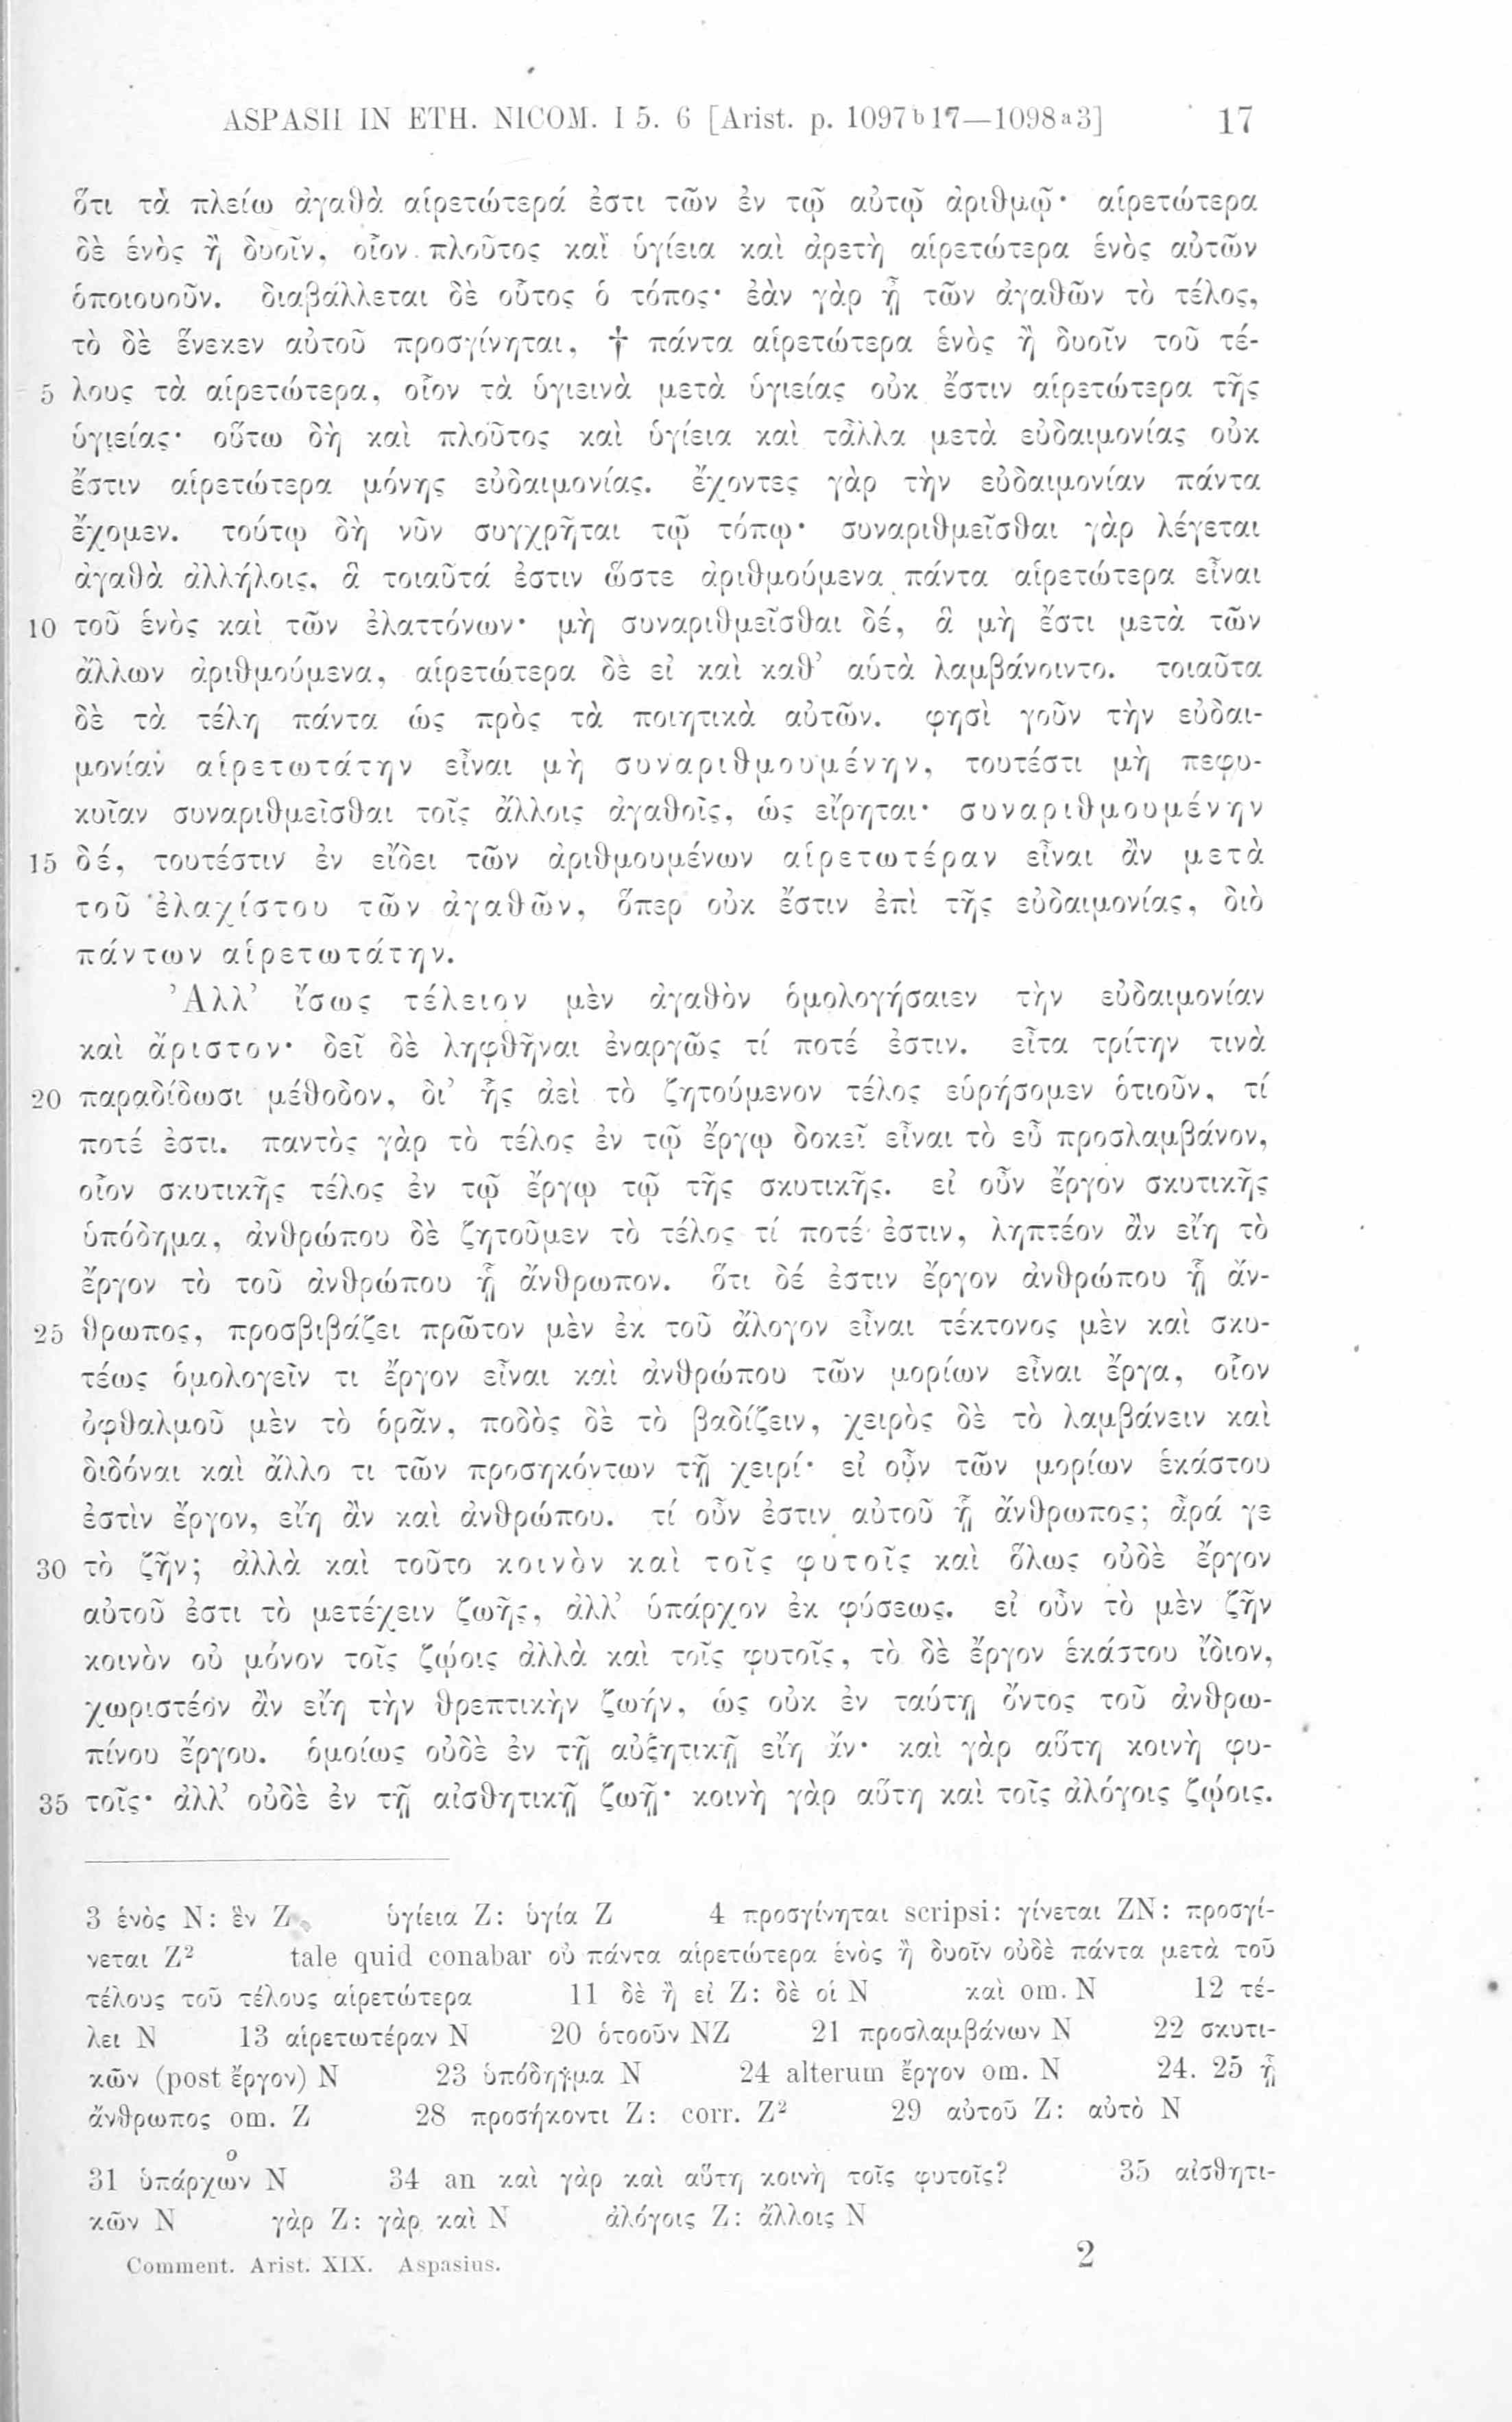 ASPASII IN ETH. NICOM. I 5. 6 [Arist. p. 1097b17—1098a3] 17
ὅτι τὰ πλείω ἀγαθὰ αἱρετώτερά ἐστι τῶν ἐν τῷ αὐτῷ ἀριθμῷ· αἱρετώτερα
δὲ ἑνὸς ἢ δυοῖν, οἷον πλοῦτος καὶ ὑγίεια καὶ ἀρετὴ αἱρετώτερα ἑνὸς αὐτῶν
ὁποιουοῦν. διαβάλλεται δὲ οὗτος ὁ τόπος· ἐὰν γὰρ ᾖ τῶν ἀγαθῶν τὸ τέλος,
τὸ δὲ ἕνεκεν αὐτοῦ προσγίνηται, † πάντα αἱρετώτερα ἑνὸς ἢ δυοῖν τοῦ τέ-
5 λους τὰ αἱρετώτερα, οἷον τὰ ὑγιεινὰ μετὰ ὑγιείας οὐκ ἔστιν αἱρετώτερα τῆς
ὑγιείας· οὕτω δὴ καὶ πλοῦτος καὶ ὑγίεια καὶ τἆλλα μετὰ εὐδαιμονίας οὐκ
ἔστιν αἱρετώτερα μόνης εὐδαιμονίας. ἔχοντες γὰρ τὴν εὐδαιμονίαν πάντα
ἔχομεν. τούτῳ δὴ νῦν συγχρῆται τῷ τόπῳ· συναριθμεῖσθαι γὰρ λέγεται
ἀγαθὰ ἀλλήλοις, ἃ τοιαῦτά ἐστιν ὥστε ἀριθμούμενα πάντα αἱρετώτερα εἶναι
10 τοῦ ἑνὸς καὶ τῶν ἐλαττόνων· μὴ συναριθμεῖσθαι δέ, ἃ μὴ ἔστι μετὰ τῶν
ἄλλων ἀριθμούμενα, αἱρετώτερα δὲ εἰ καὶ καθ’ αὑτὰ λαμβάνοιντο. τοιαῦτα
δὲ τὰ τέλη πάντα ὡς πρὸς τὰ ποιητικὰ αὐτῶν. φησὶ γοῦν τὴν εὐδαι-
μονίαν αἱρετωτάτην εἶναι μὴ συναριθμουμένην, τουτέστι μὴ πεφυ-
κυῖαν συναριθμεῖσθαι τοῖς ἄλλοις ἀγαθοῖς, ὡς εἴρηται· συναριθμουμένην
15 δέ, τουτέστιν ἐν εἴδει τῶν ἀριθμουμένων αἱρετωτέραν εἶναι ἂν μετὰ
τοῦ ἐλαχίστου τῶν ἀγαθῶν, ὅπερ οὐκ ἔστιν ἐπὶ τῆς εὐδαιμονίας, διὸ
πάντων αἱρετωτάτην.
Ἀλλ’ ἴσως τέλειον μὲν ἀγαθὸν ὁμολογήσαιεν τὴν εὐδαιμονίαν
καὶ ἄριστον· δεῖ δὲ ληφθῆναι ἐναργῶς τί ποτέ ἐστιν. εἶτα τρίτην τινὰ
20 παραδίδωσι μέθοδον, δι’ ἧς ἀεὶ τὸ ζητούμενον τέλος εὑρήσομεν ὁτιοῦν, τί
ποτέ ἐστι. παντὸς γὰρ τὸ τέλος ἐν τῷ ἔργῳ δοκεῖ εἶναι τὸ εὖ προσλαμβάνον,
οἷον σκυτικῆς τέλος ἐν τῷ ἔργῳ τῷ τῆς σκυτικῆς. εἰ οὖν ἔργον σκυτικῆς
ὑπόδημα, ἀνθρώπου δὲ ζητοῦμεν τὸ τέλος τί ποτέ ἐστιν, ληπτέον ἂν εἴη τὸ
ἔργον τὸ τοῦ ἀνθρώπου ᾗ ἄνθρωπον. ὅτι δέ ἐστιν ἔργον ἀνθρώπου ᾗ ἄν-
25 θρωπος, προσβιβάζει πρῶτον μὲν ἐκ τοῦ ἄλογον εἶναι τέκτονος μὲν καὶ σκυ-
τέως ὁμολογεῖν τι ἔργον εἶναι καὶ ἀνθρώπου τῶν μορίων εἶναι ἔργα, οἷον
ὀφθαλμοῦ μὲν τὸ ὁρᾶν, ποδὸς δὲ τὸ βαδίζειν, χειρὸς δὲ τὸ λαμβάνειν καὶ
διδόναι καὶ ἄλλο τι τῶν προσηκόντων τῇ χειρί· εἰ οὖν τῶν μορίων ἑκάστου
ἐστὶν ἔργον, εἴη ἂν καὶ ἀνθρώπου. τί οὖν ἐστιν αὐτοῦ ᾗ ἄνθρωπος; ἆρά γε
30 τὸ ζῆν; ἀλλὰ καὶ τοῦτο κοινὸν καὶ τοῖς φυτοῖς καὶ ὅλως οὐδὲ ἔργον
αὐτοῦ ἐστι τὸ μετέχειν ζωῆς, ἀλλ’ ὑπάρχον ἐκ φύσεως. εἰ οὖν τὸ μὲν ζῆν
κοινὸν οὐ μόνον τοῖς ζῴοις ἀλλὰ καὶ τοῖς φυτοῖς, τὸ δὲ ἔργον ἑκάστου ἴδιον,
χωριστέον ἂν εἴη τὴν θρεπτικὴν ζωήν, ὡς οὐκ ἐν ταύτῃ ὄντος τοῦ ἀνθρω-
πίνου ἔργου. ὁμοίως οὐδὲ ἐν τῇ αὐξητικῇ εἴη ἄν· καὶ γὰρ αὕτη κοινὴ φυ-
35 τοῖς· ἀλλ’ οὐδὲ ἐν τῇ αἰσθητικῇ ζωῇ· κοινὴ γὰρ αὕτη καὶ τοῖς ἀλόγοις ζῴοις.
3 ἑνὸς N: ἓν Z ὑγίεια Z: ὑγία Z 4 προσγίνηται scripsi: γίνεται ZN: προσγί-
νεται Z² tale quid conabar οὐ πάντα αἱρετώτερα ἑνὸς ἢ δυοῖν οὐδὲ πάντα μετὰ τοῦ
τέλους τοῦ τέλους αἱρετώτερα 11 δὲ ἢ εἰ Z: δὲ οἱ N καὶ om. N 12 τέ-
λει N 13 αἱρετωτέραν N 20 ὁτοοῦν NZ 21 προσλαμβάνων N 22 σκυτι-
κῶν (post ἔργον) N 23 ὑπόδηγμα N 24 alterum ἔργον om. N 24. 25 ᾗ
ἄνθρωπος om. Z 28 προσήκοντι Z: corr. Z² 29 αὐτοῦ Z: αὐτὸ N
31 ὑπάρχων N 34 an καὶ γὰρ καὶ αὕτη κοινὴ τοῖς φυτοῖς? 35 αἰσθητι-
κῶν N γὰρ Z: γὰρ καὶ N ἀλόγοις Z: ἄλλοις N
Comment. Arist. XIX. Aspasius. 2